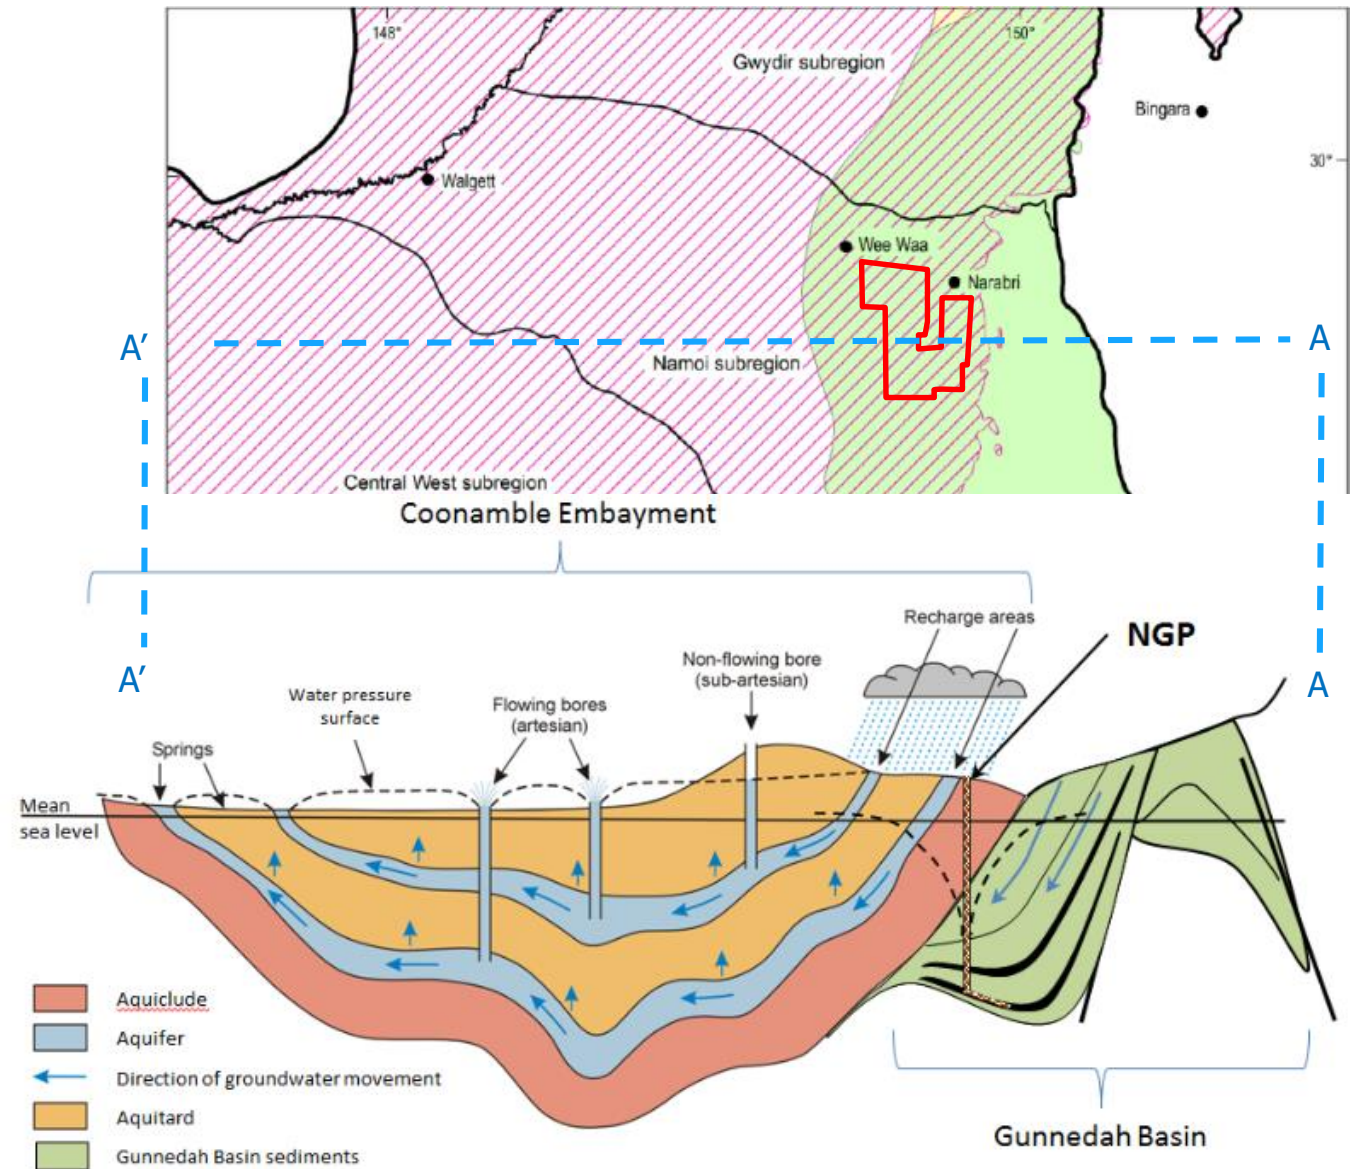 148°
150°
Gwydir subregion
Bingara
30°
Walgett
Wee Waa
Narabri
A’
A
Namoi subregion
Central West subregion
Coonamble Embayment
Recharge areas
NGP
Non-flowing bore
(sub-artesian)
A’
A
Water pressure
surface
Flowing bores
(artesian)
Springs
Mean
sea level
Aquiclude
Aquifer
Direction of groundwater movement
Aquitard
Gunnedah Basin sediments
Gunnedah Basin